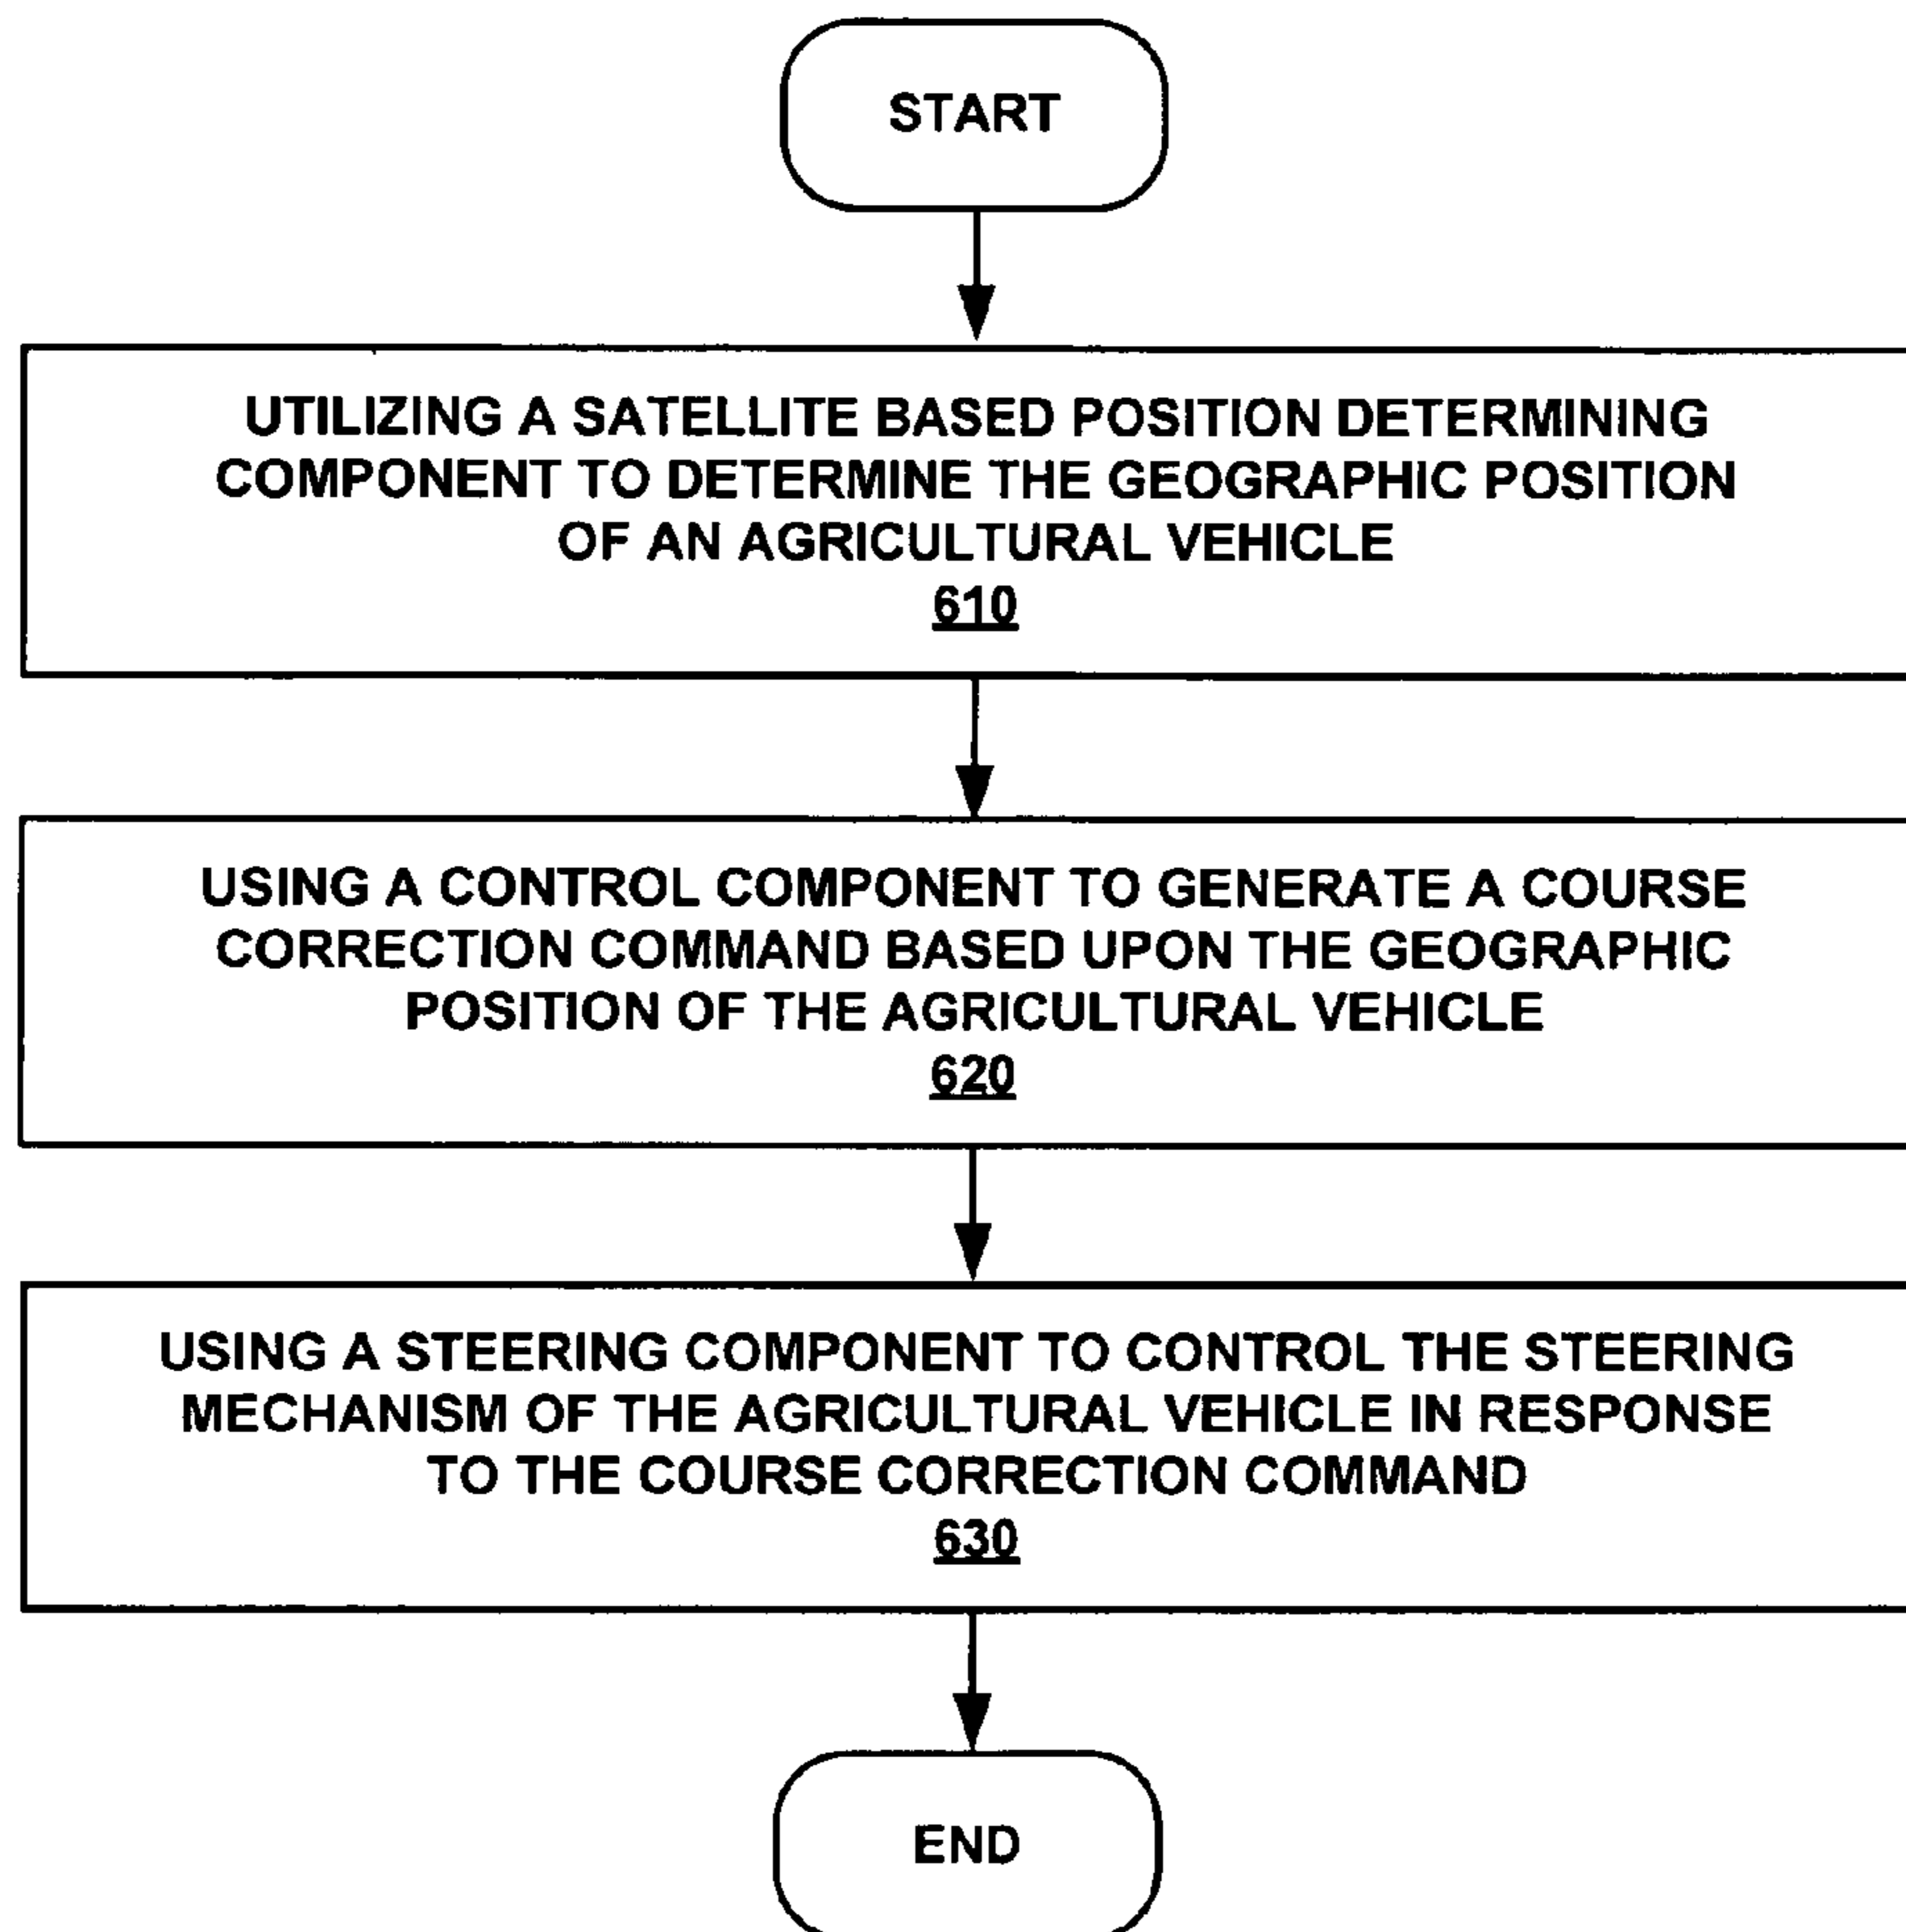 START
UTILIZING A SATELLITE BASED POSITION DETERMINING
COMPONENT TO DETERMINE THE GEOGRAPHIC POSITION
OF AN AGRICULTURAL VEHICLE
610
USING A CONTROL COMPONENT TO GENERATE A COURSE
CORRECTION COMMAND BASED UPON THE GEOGRAPHIC
POSITION OF THE AGRICULTURAL VEHICLE
620
USING A STEERING COMPONENT TO CONTROL THE STEERING
MECHANISM OF THE AGRICULTURAL VEHICLE IN RESPONSE
TO THE COURSE CORRECTION COMMAND
630
END